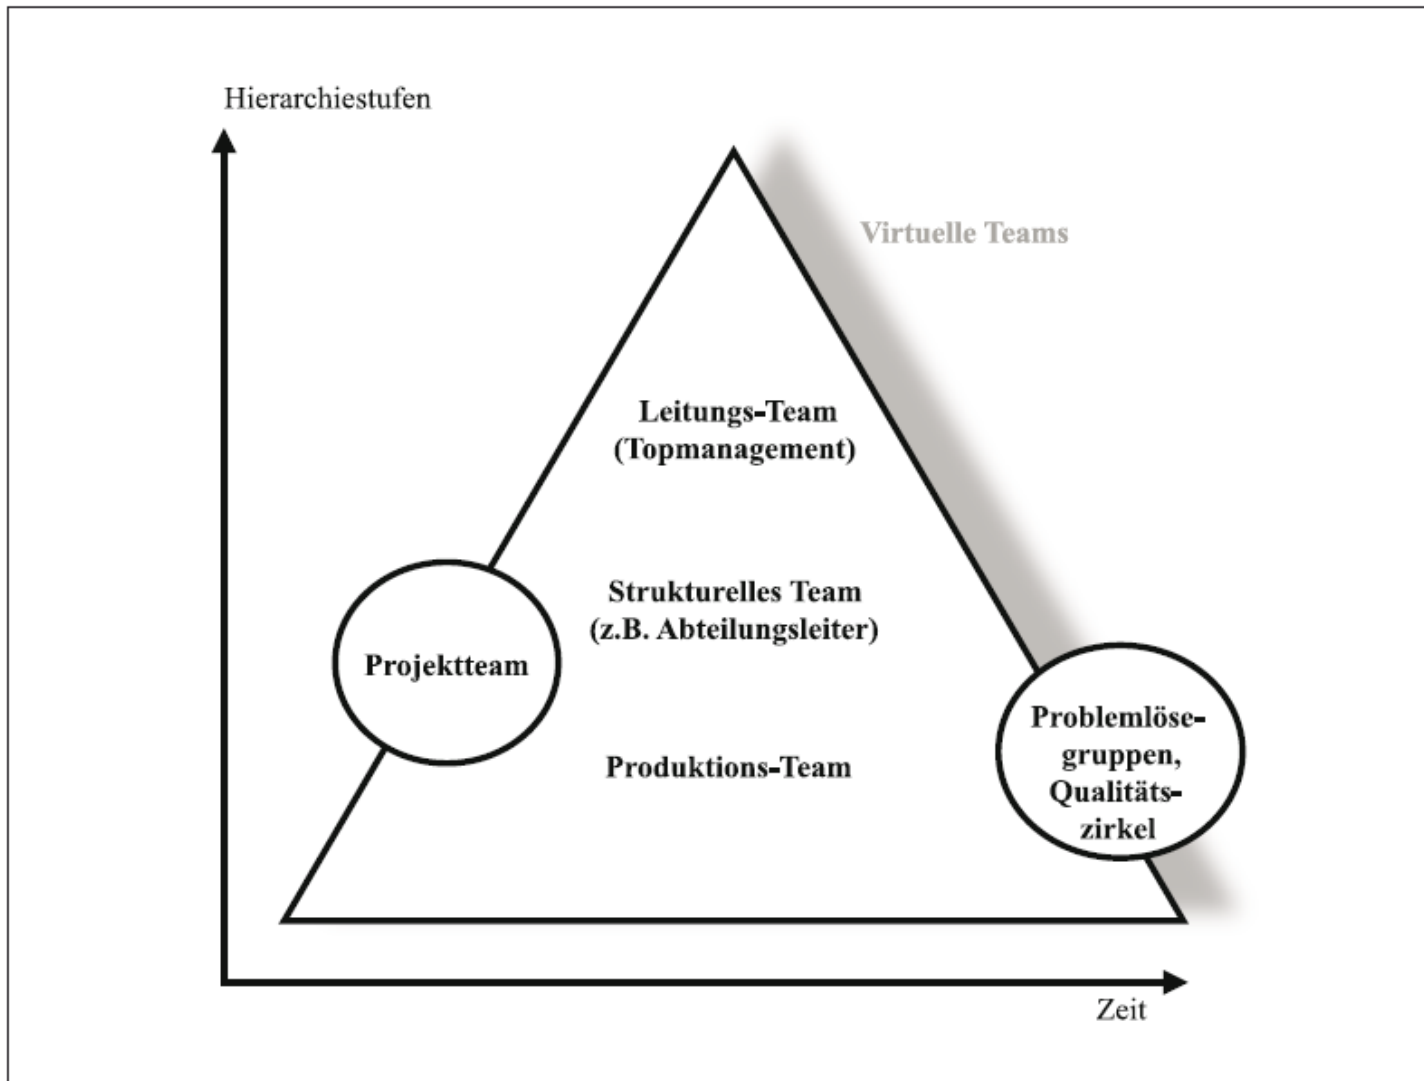 Hierarchiestufen
Virtuelle Teams
Leitungs-Team
(Topmanagement)
Strukturelles Team
(z.B. Abteilungsleiter)
Projektteam
Produktions-Team
Problemlöse-
gruppen,
Qualitäts-
zirkel
Zeit